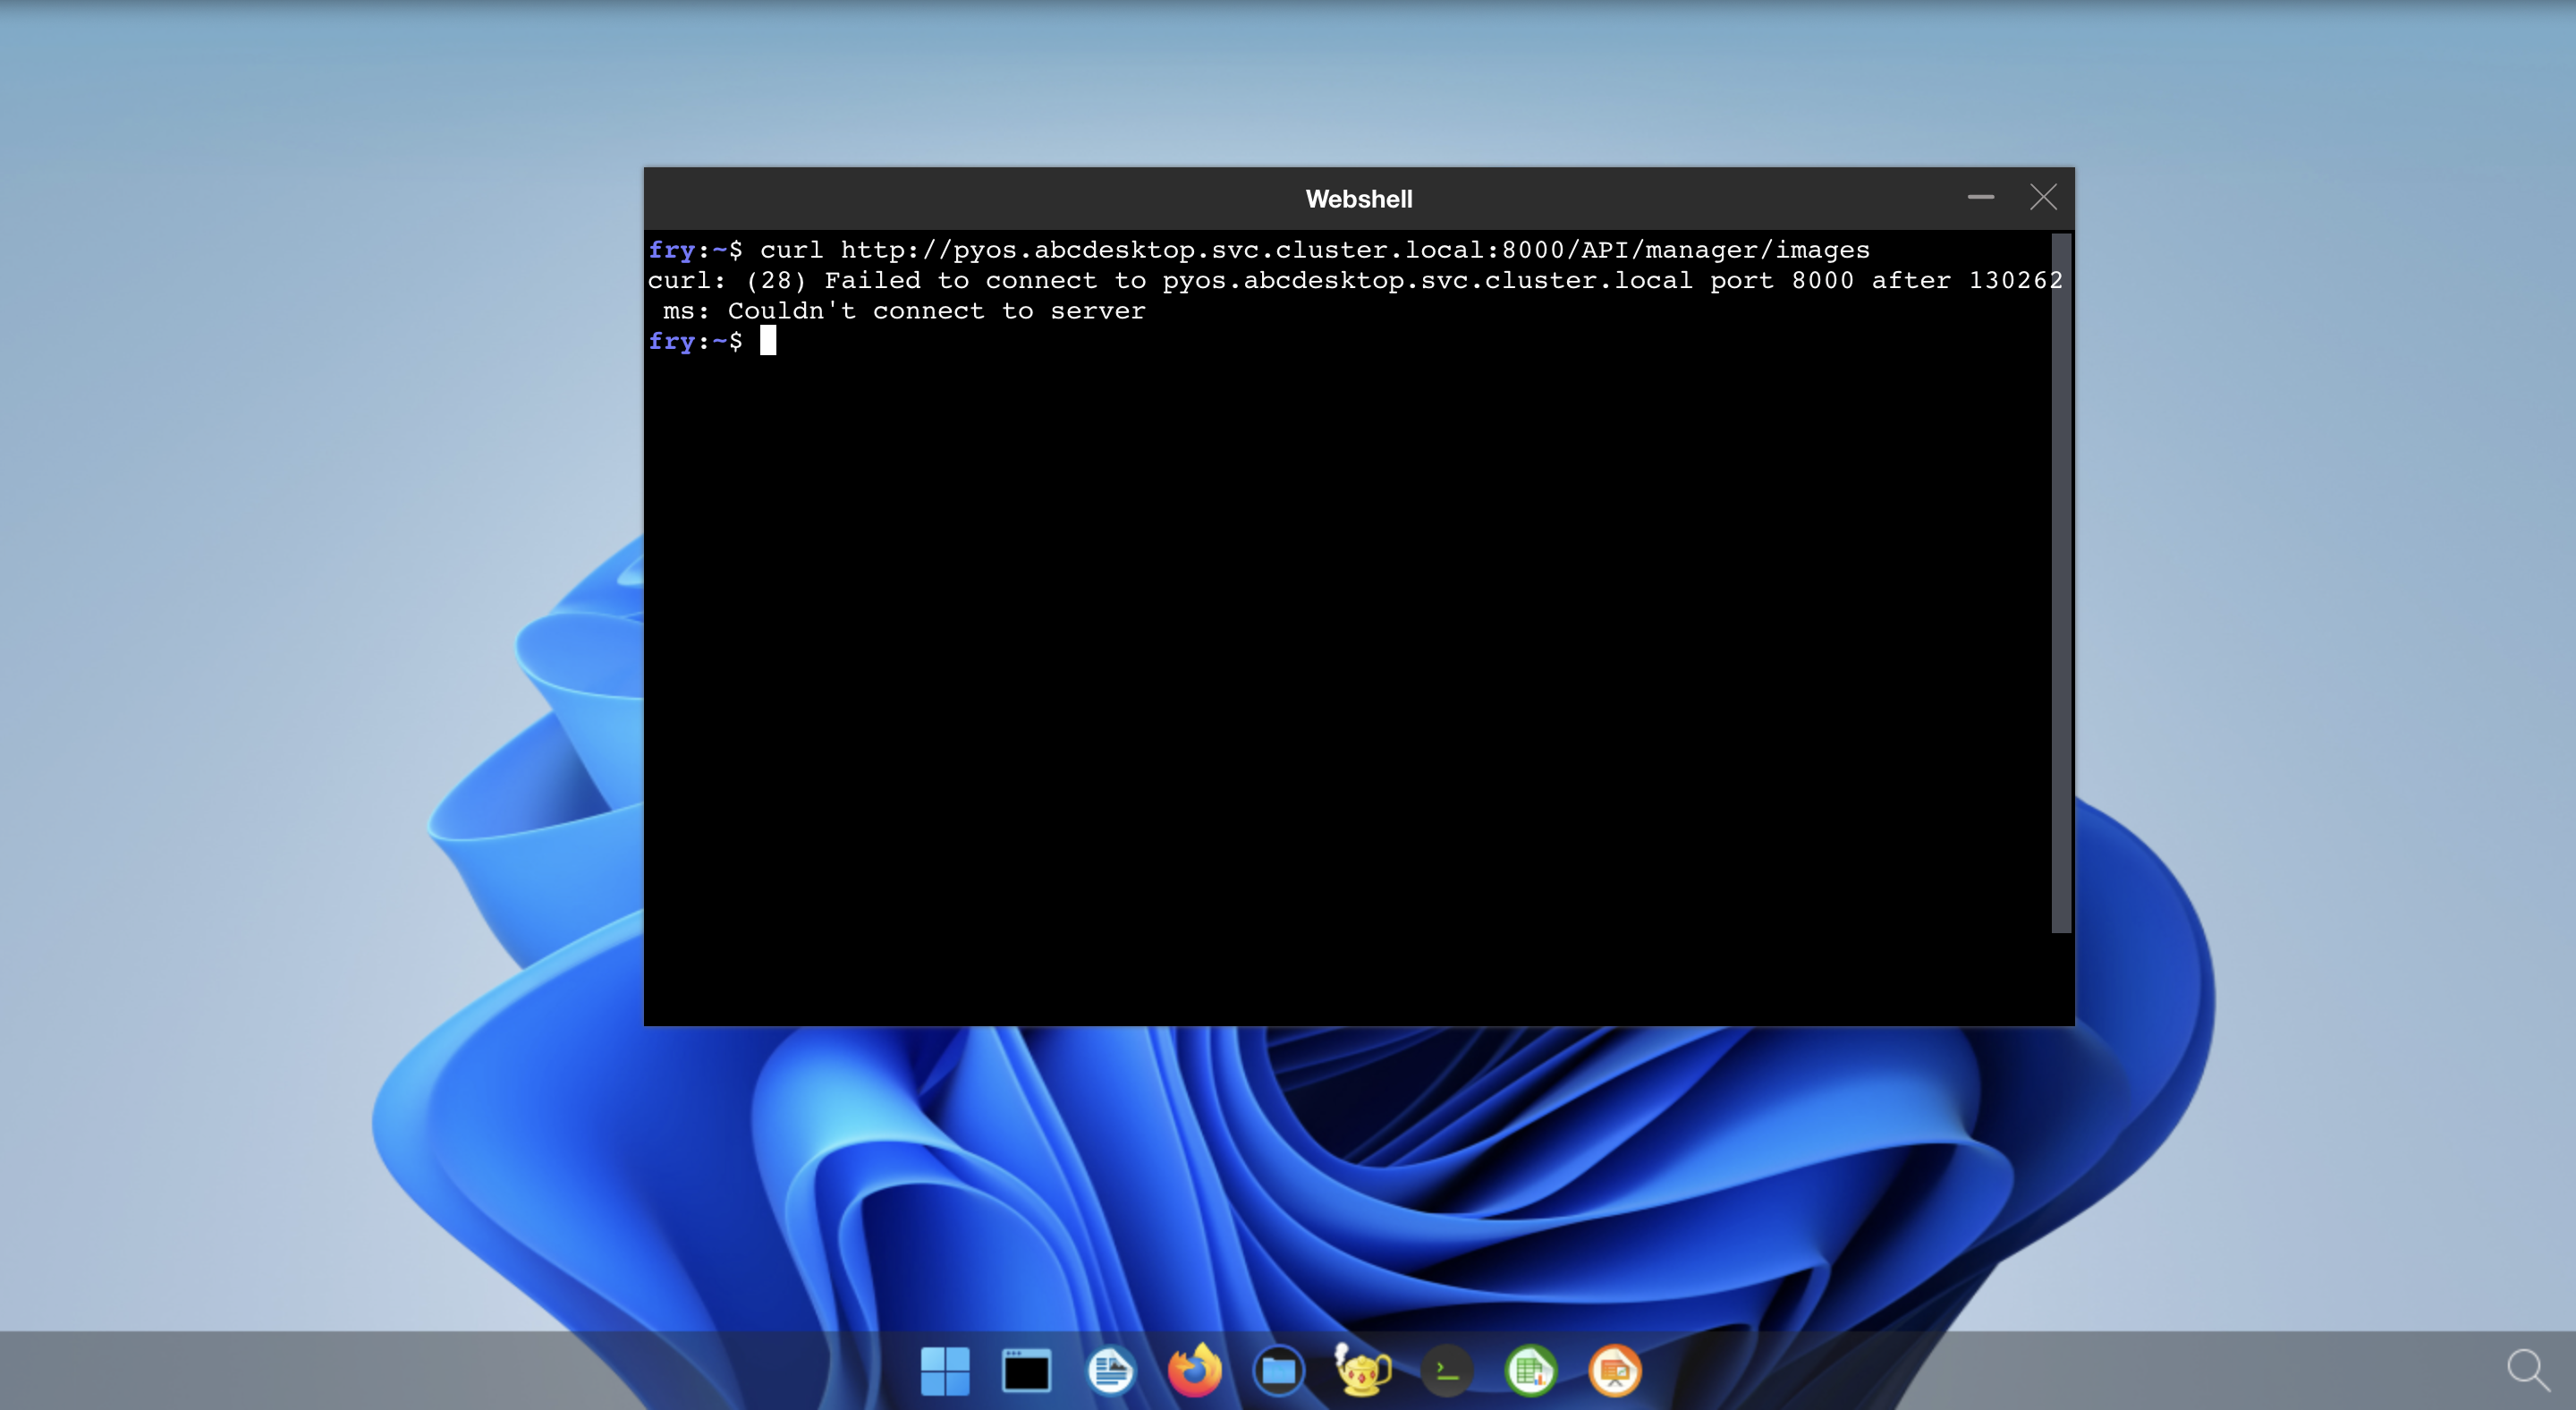 Webshell
fry:~$ curl http://pyos.abcdesktop.svc.cluster.local:8000/API/manager/images
curl: (28) Failed to connect to pyos.abcdesktop.svc.cluster.local port 8000 after 130262
 ms: Couldn't connect to server
fry:~$